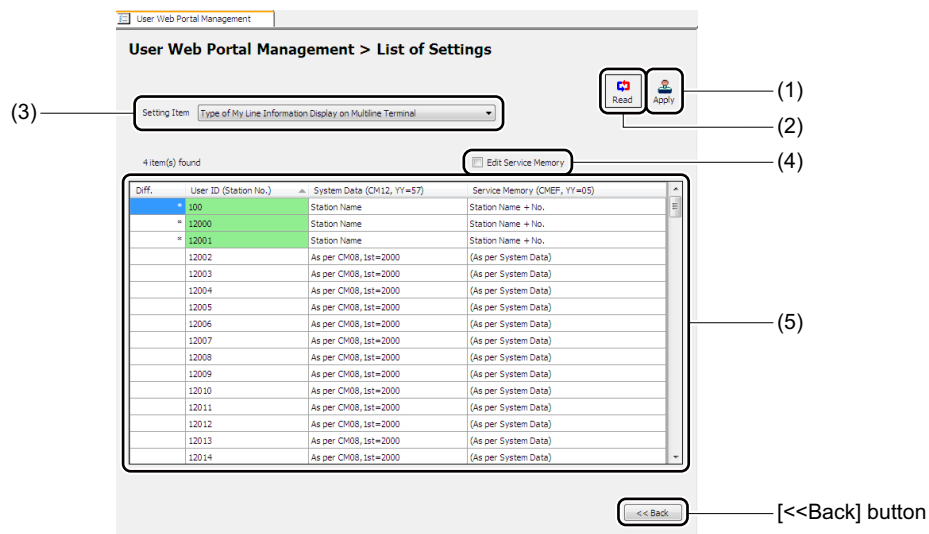 User Web Portal Management
User Web Portal Management > List of Settings
Read
Apply
(1)
(2)
(3)
Setting Item Type of My Line Information Display on Multiline Terminal
4 item(s) found
Edit Service Memory
(4)
Diff. User ID (Station No.) System Data (CM12, YY=57) Service Memory (CMEF, YY=05)
* 100 Station Name Station Name + No.
* 12000 Station Name Station Name + No.
* 12001 Station Name Station Name + No.
12002 As per CM08,1st=2000 (As per System Data)
12003 As per CM08,1st=2000 (As per System Data)
12004 As per CM08,1st=2000 (As per System Data)
12005 As per CM08,1st=2000 (As per System Data)
12006 As per CM08,1st=2000 (As per System Data)
(5)
12007 As per CM08,1st=2000 (As per System Data)
12008 As per CM08,1st=2000 (As per System Data)
12009 As per CM08,1st=2000 (As per System Data)
12010 As per CM08,1st=2000 (As per System Data)
12011 As per CM08,1st=2000 (As per System Data)
12012 As per CM08,1st=2000 (As per System Data)
12013 As per CM08,1st=2000 (As per System Data)
12014 As per CM08,1st=2000 (As per System Data)
<< Back
[<<Back] button